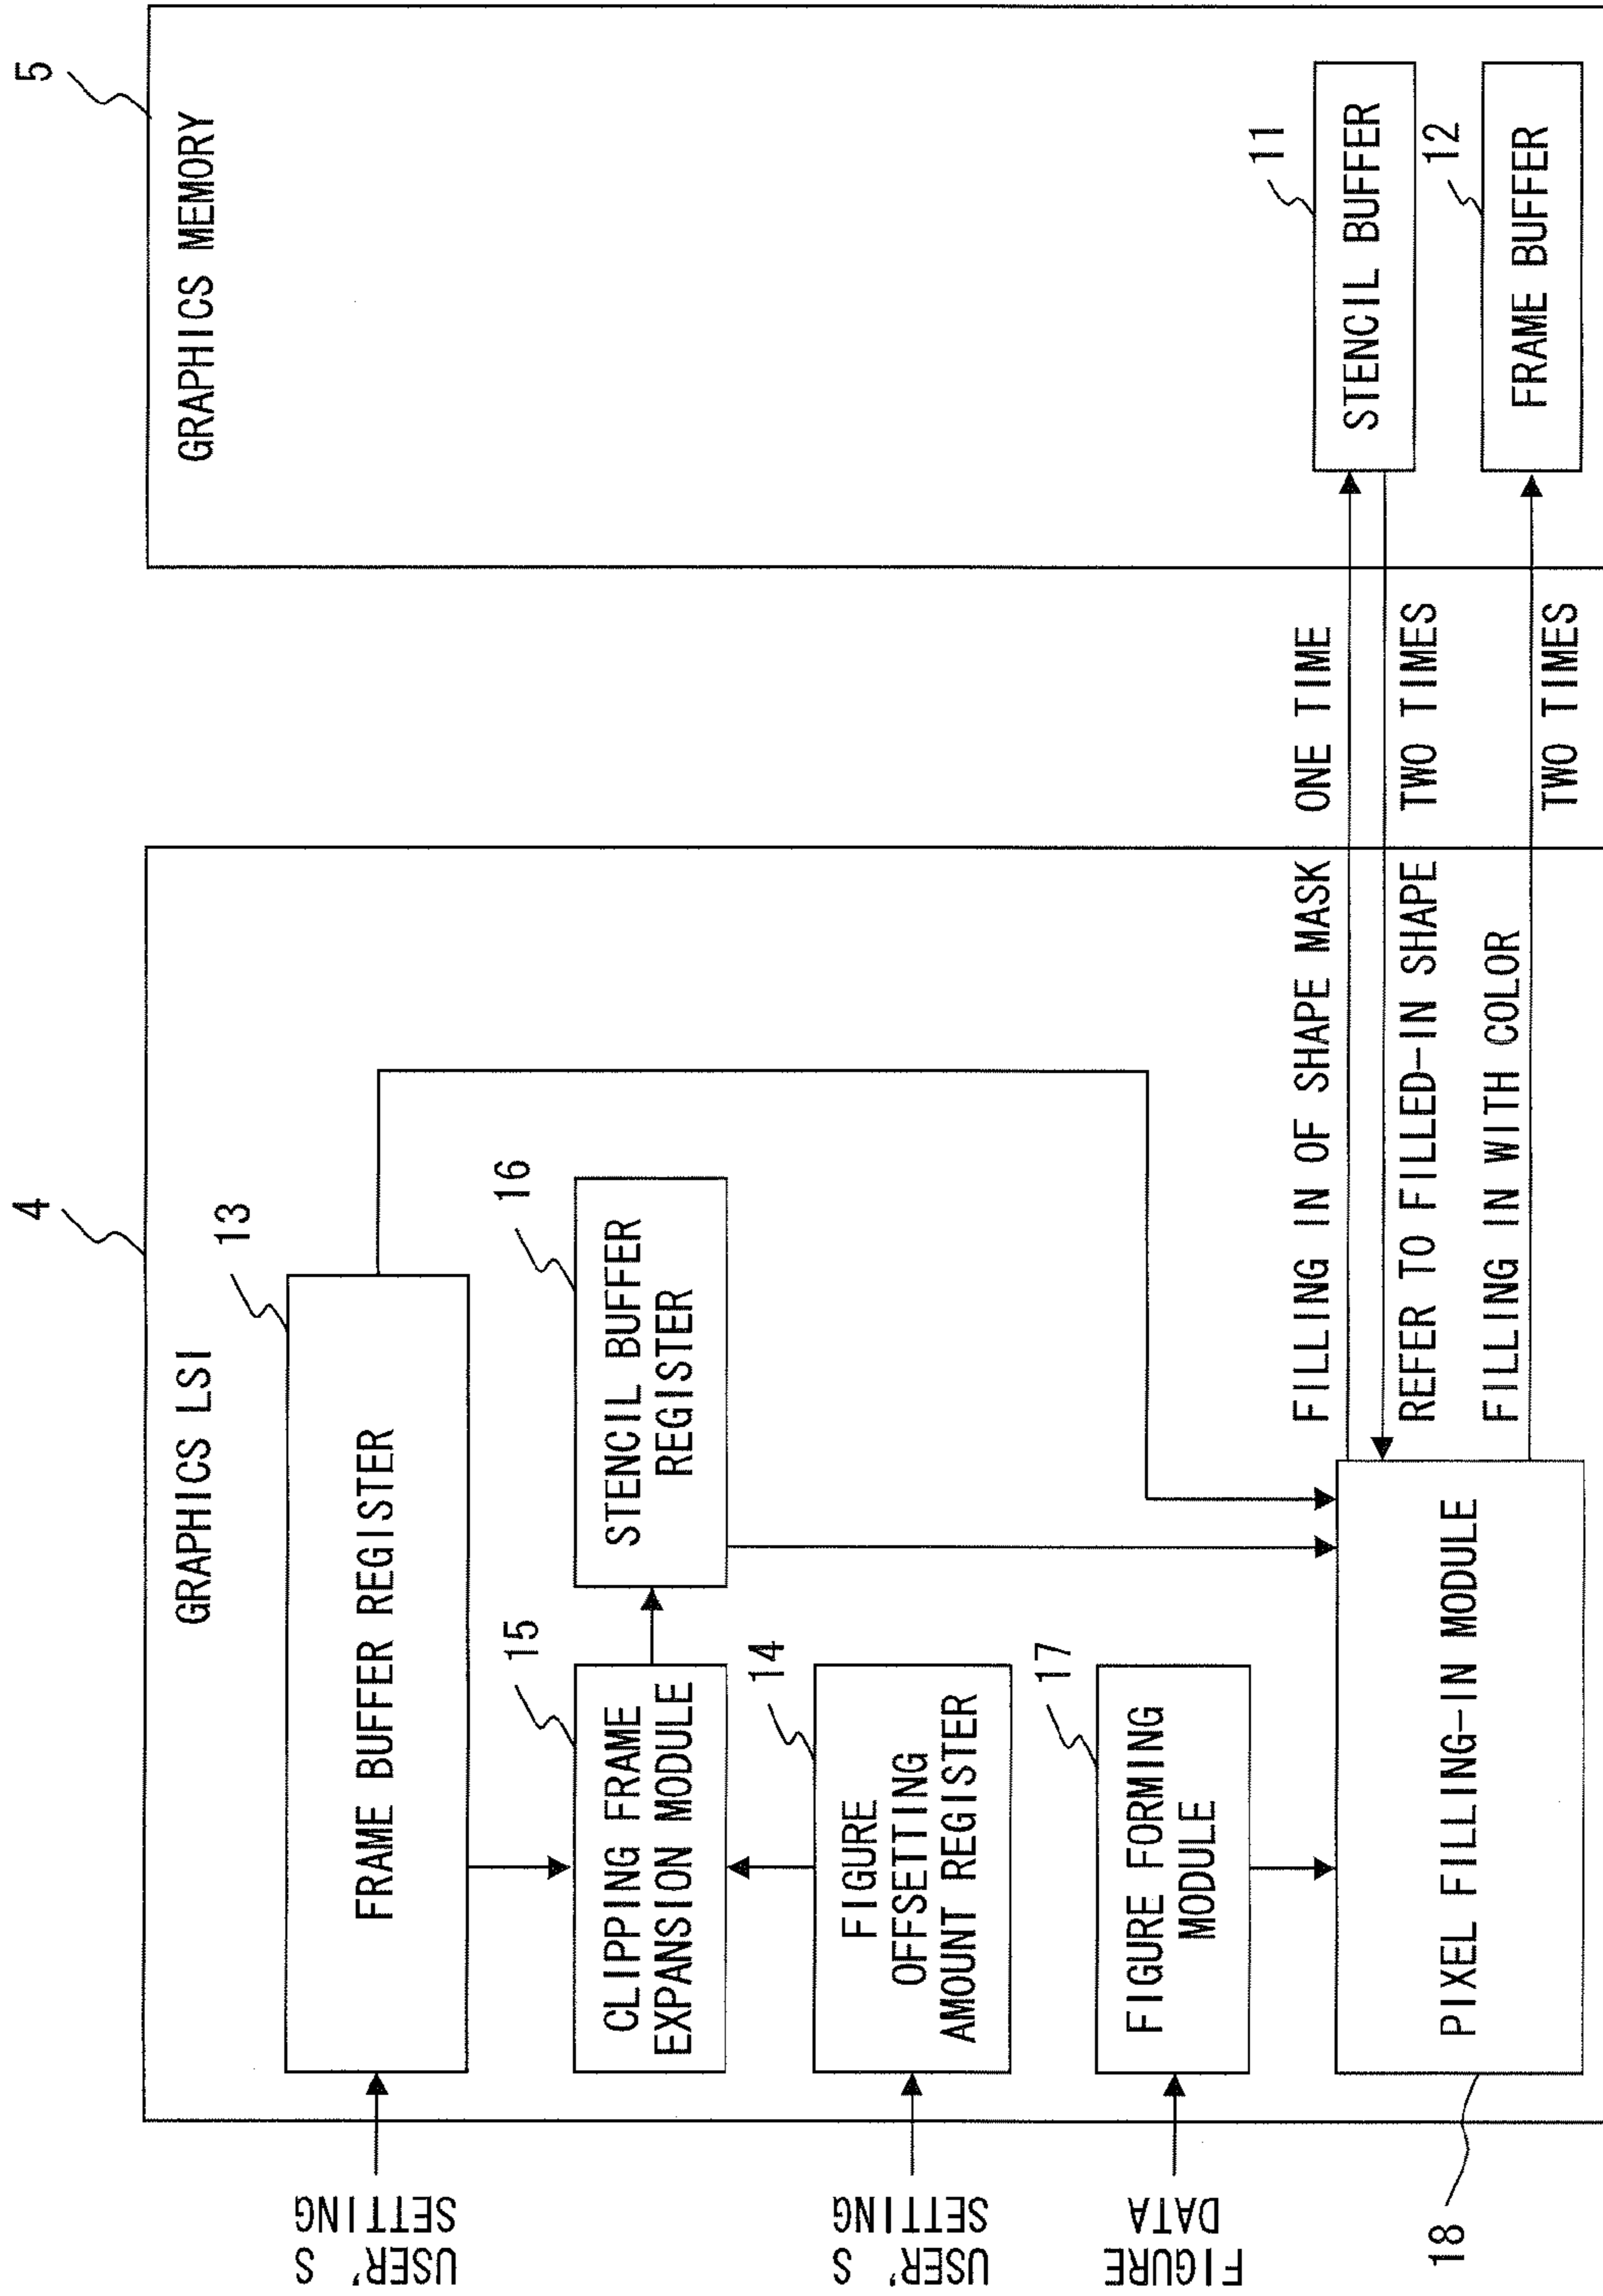 4
GRAPHICS LSI
13
FRAME BUFFER REGISTER
USER'S
SETTING
15
CLIPPING FRAME
EXPANSION MODULE
16
STENCIL BUFFER
REGISTER
14
FIGURE
OFFSETTING
AMOUNT REGISTER
USER'S
SETTING
17
FIGURE FORMING
MODULE
FIGURE
DATA
PIXEL FILLING-IN MODULE
18
FILLING IN OF SHAPE MASK ONE TIME
REFER TO FILLED-IN SHAPE TWO TIMES
FILLING IN WITH COLOR
TWO TIMES
5
GRAPHICS MEMORY
11
STENCIL BUFFER
12
FRAME BUFFER